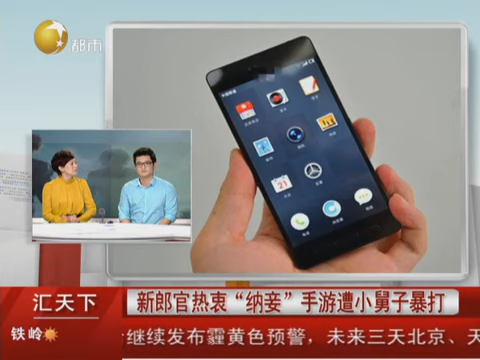 都市
新郎官热衷“纳妾”手游遭小舅子暴打
汇天下
铁岭
继续发布霾黄色预警，未来三天北京、天